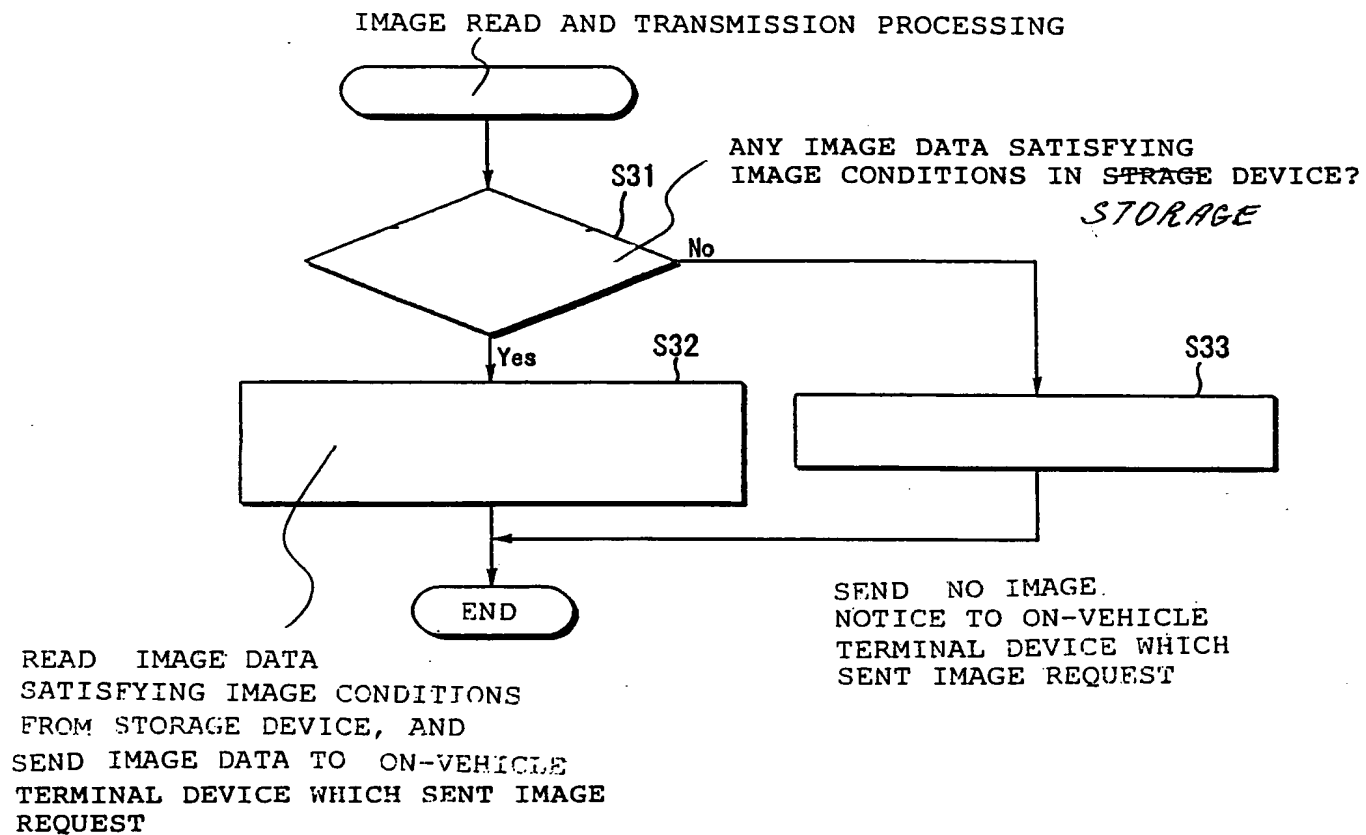 IMAGE READ AND TRANSMISSION PROCESSING
ANY IMAGE DATA SATISFYING
IMAGE CONDITIONS IN STRAGE DEVICE?
STORAGE
S31
No
Yes
S32
S33
END
SEND NO IMAGE.
NOTICE TO ON-VEHICLE
TERMINAL DEVICE WHICH
SENT IMAGE REQUEST
READ IMAGE DATA
SATISFYING IMAGE CONDITIONS
FROM STORAGE DEVICE, AND
SEND IMAGE DATA TO ON-VEHICLE
TERMINAL DEVICE WHICH SENT IMAGE
REQUEST